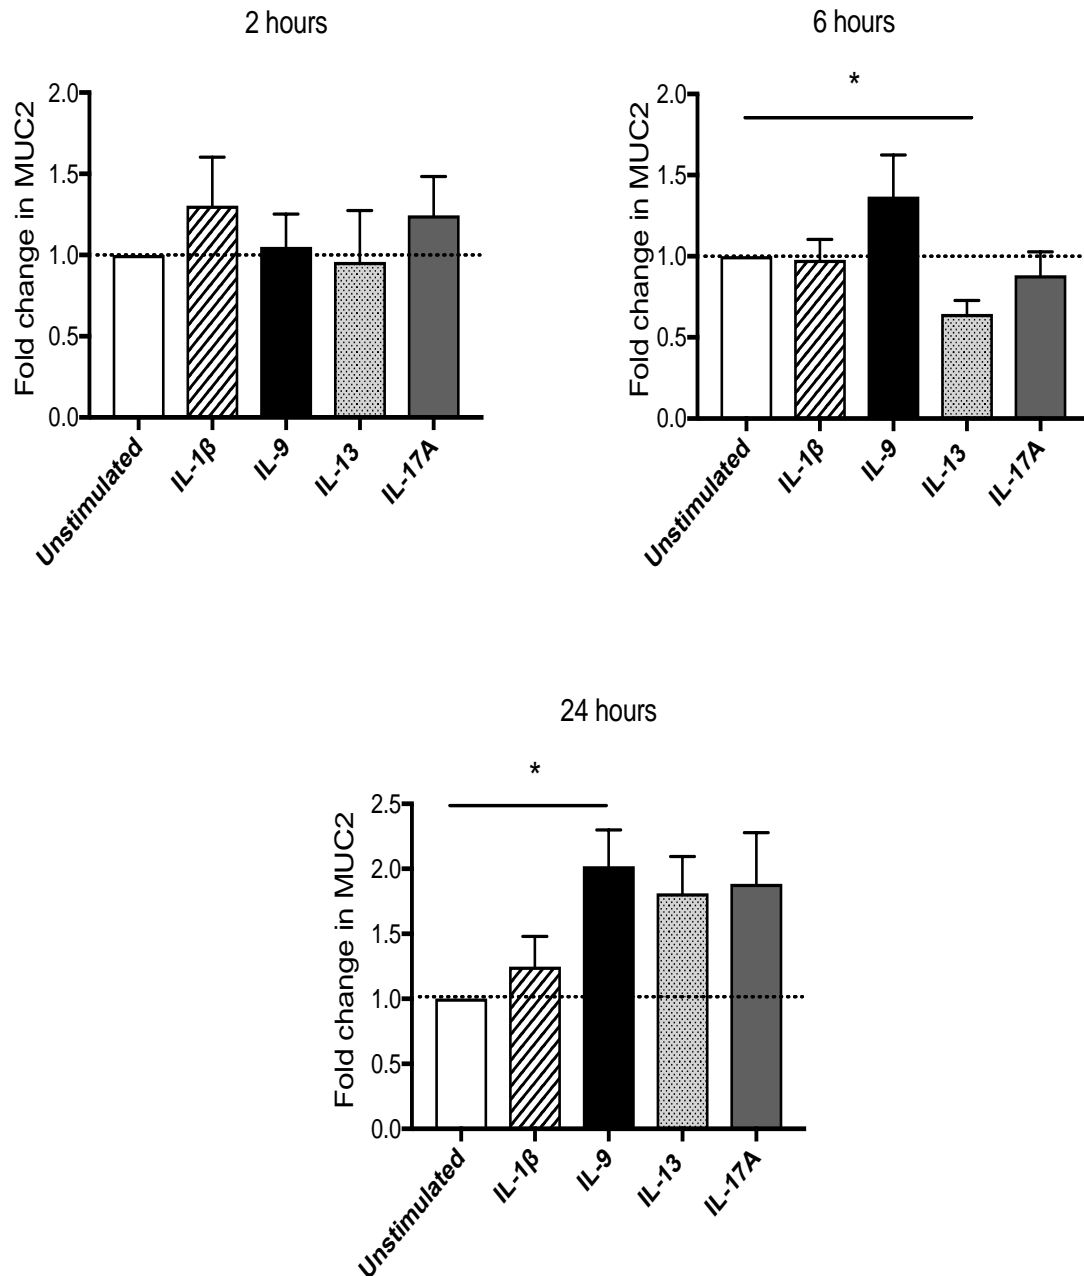 2 hours
Fold change in MUC2
2.0
1.5
1.0
0.5
0.0
Unstimulated
IL-1β
IL-9
IL-13
IL-17A
6 hours
*
Fold change in MUC2
2.0
1.5
1.0
0.5
0.0
Unstimulated
IL-1β
IL-9
IL-13
IL-17A
24 hours
*
Fold change in MUC2
2.5
2.0
1.5
1.0
0.5
0.0
Unstimulated
IL-1β
IL-9
IL-13
IL-17A